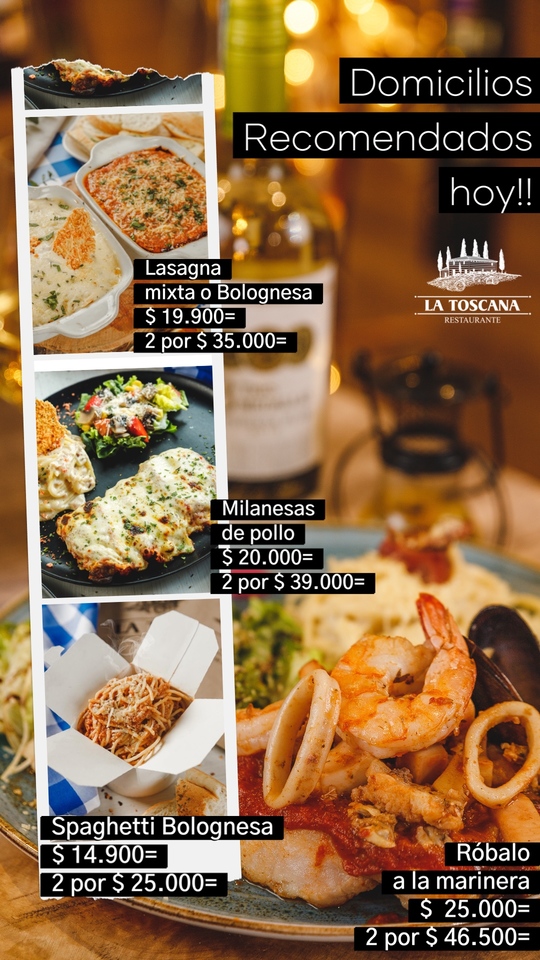 Domicilios
Recomendados
hoy!!
LA TOSCANA
RESTAURANTE
Lasagna
mixta o Bolognesa
$ 19.900=
2 por $ 35.000=
Milanesas
de pollo
$ 20.000=
2 por $ 39.000=
Spaghetti Bolognesa
$ 14.900=
2 por $ 25.000=
Róbalo
a la marinera
$ 25.000=
2 por $ 46.500=